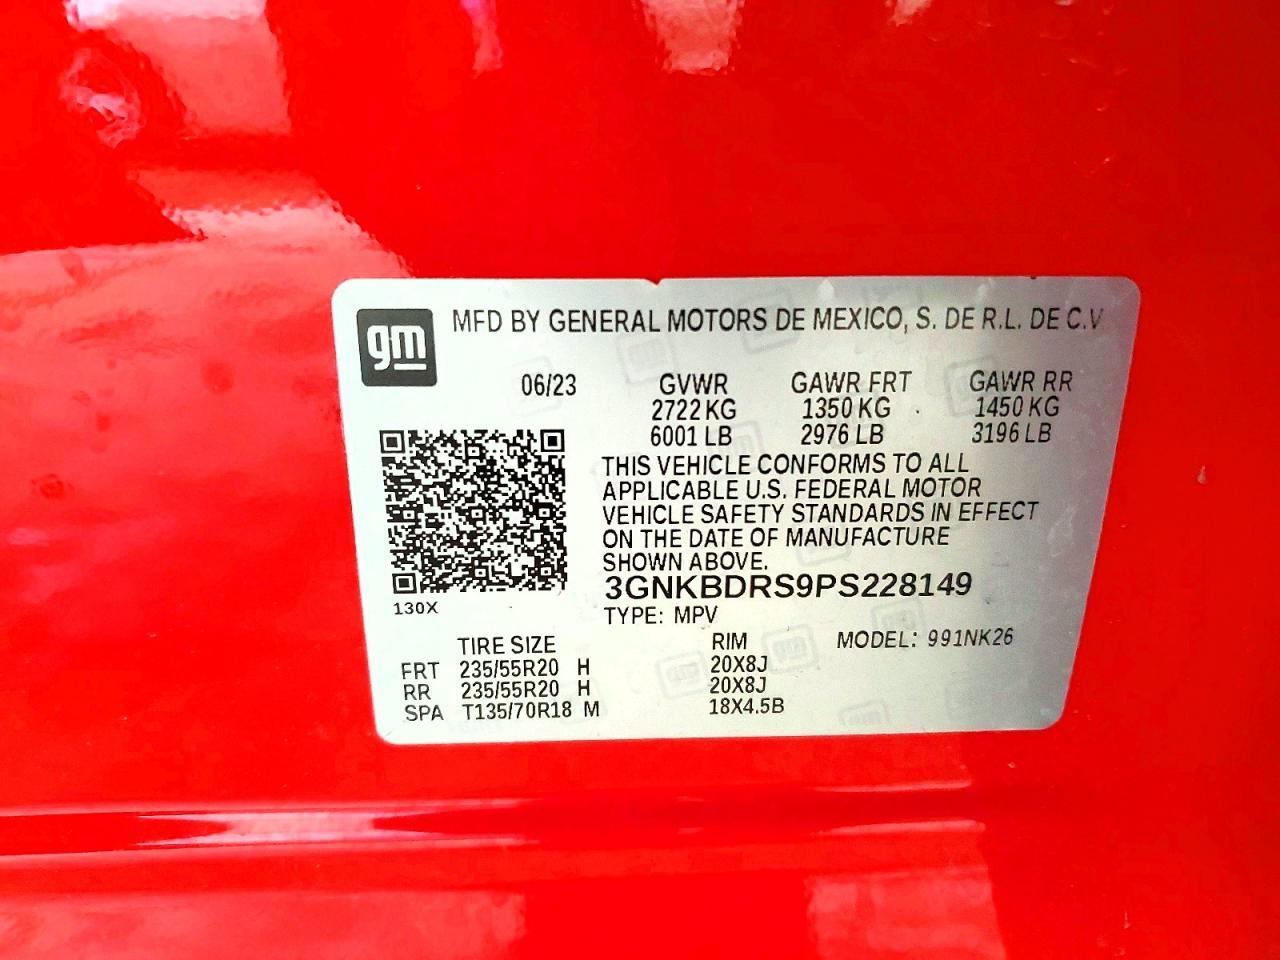 gm MFD BY GENERAL MOTORS DE MEXICO, S. DE R.L. DE C.V
06/23 GVWR GAWR FRT GAWR RR
2722 KG 1350 KG 1450 KG
6001 LB 2976 LB 3196 LB
THIS VEHICLE CONFORMS TO ALL
APPLICABLE U.S. FEDERAL MOTOR
VEHICLE SAFETY STANDARDS IN EFFECT
ON THE DATE OF MANUFACTURE
SHOWN ABOVE.
3GNKBDRS9PS228149
130X
TYPE: MPV
TIRE SIZE RIM MODEL: 991NK26
FRT 235/55R20 H 20X8J
RR 235/55R20 H 20X8J
SPA T135/70R18 M 18X4.5B